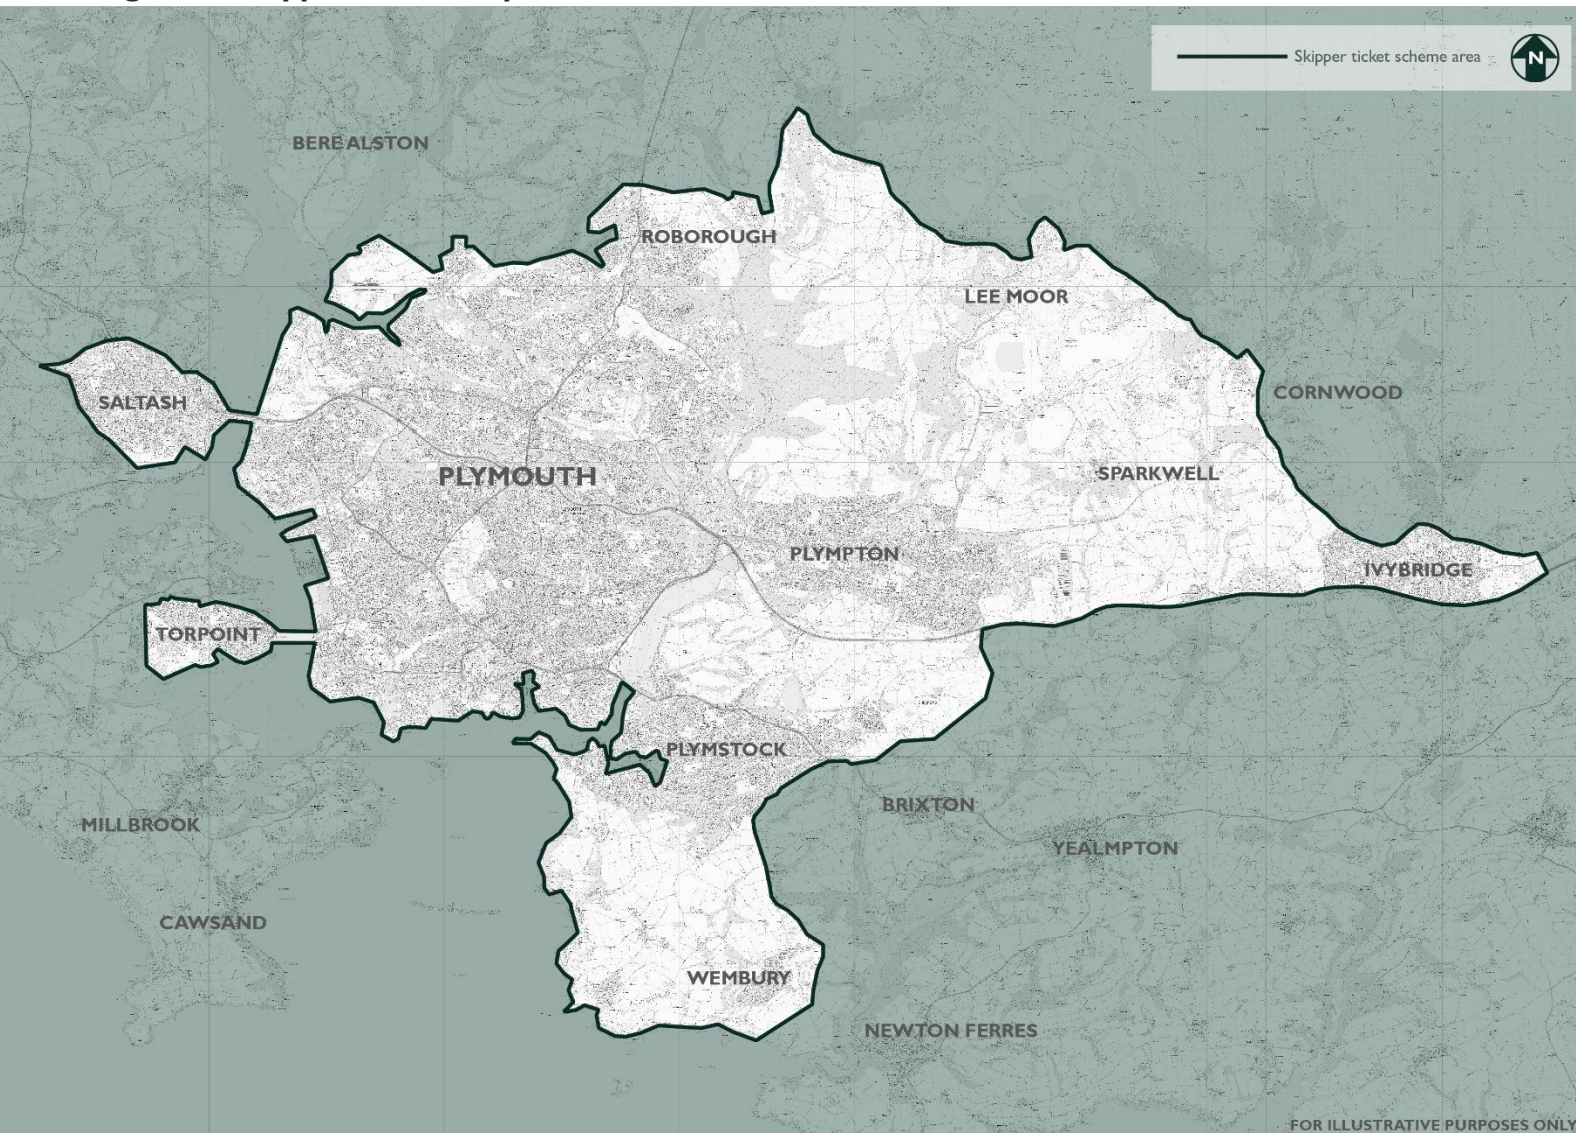 Skipper ticket scheme area
N
BERE ALSTON
ROBOROUGH
LEE MOOR
CORNWOOD
SALTASH
PLYMOUTH
SPARKWELL
PLYMPTON
IVYBRIDGE
TORPOINT
PLYMSTOCK
BRIXTON
MILLBROOK
YEALMPTON
CAWSAND
WEMBURY
NEWTON FERRES
FOR ILLUSTRATIVE PURPOSES ONLY